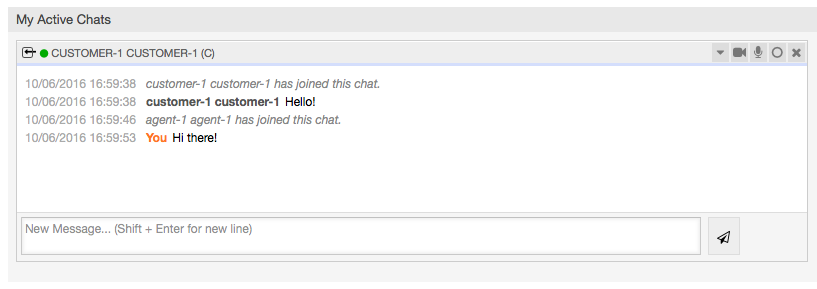 My Active Chats
CUSTOMER-1 CUSTOMER-1 (C)
10/06/2016 16:59:38 customer-1 customer-1 has joined this chat.
10/06/2016 16:59:38 customer-1 customer-1 Hello!
10/06/2016 16:59:46 agent-1 agent-1 has joined this chat.
10/06/2016 16:59:53 You Hi there!
New Message... (Shift + Enter for new line)